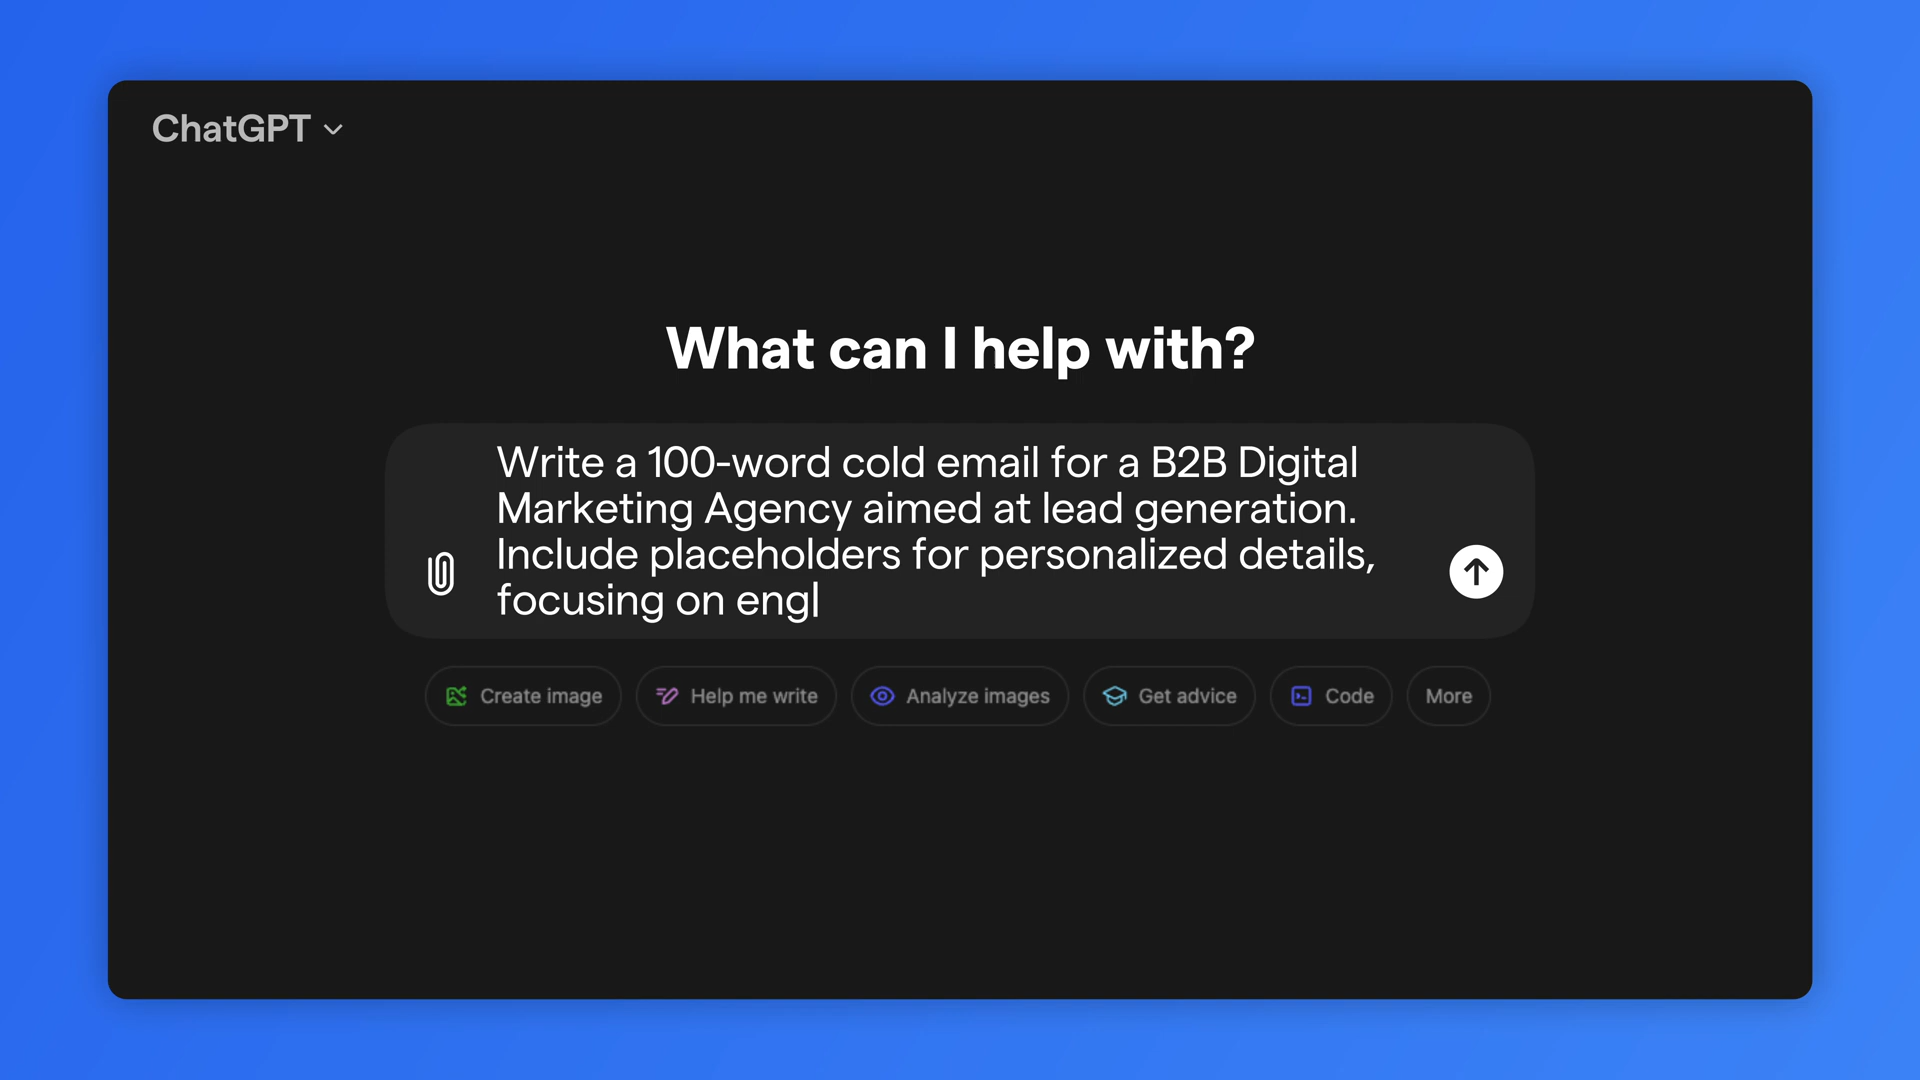 ChatGPT
What can I help with?
Write a 100-word cold email for a B2B Digital
Marketing Agency aimed at lead generation.
Include placeholders for personalized details,
focusing on engl
Create image
Help me write
Analyze images
Get advice
Code
More